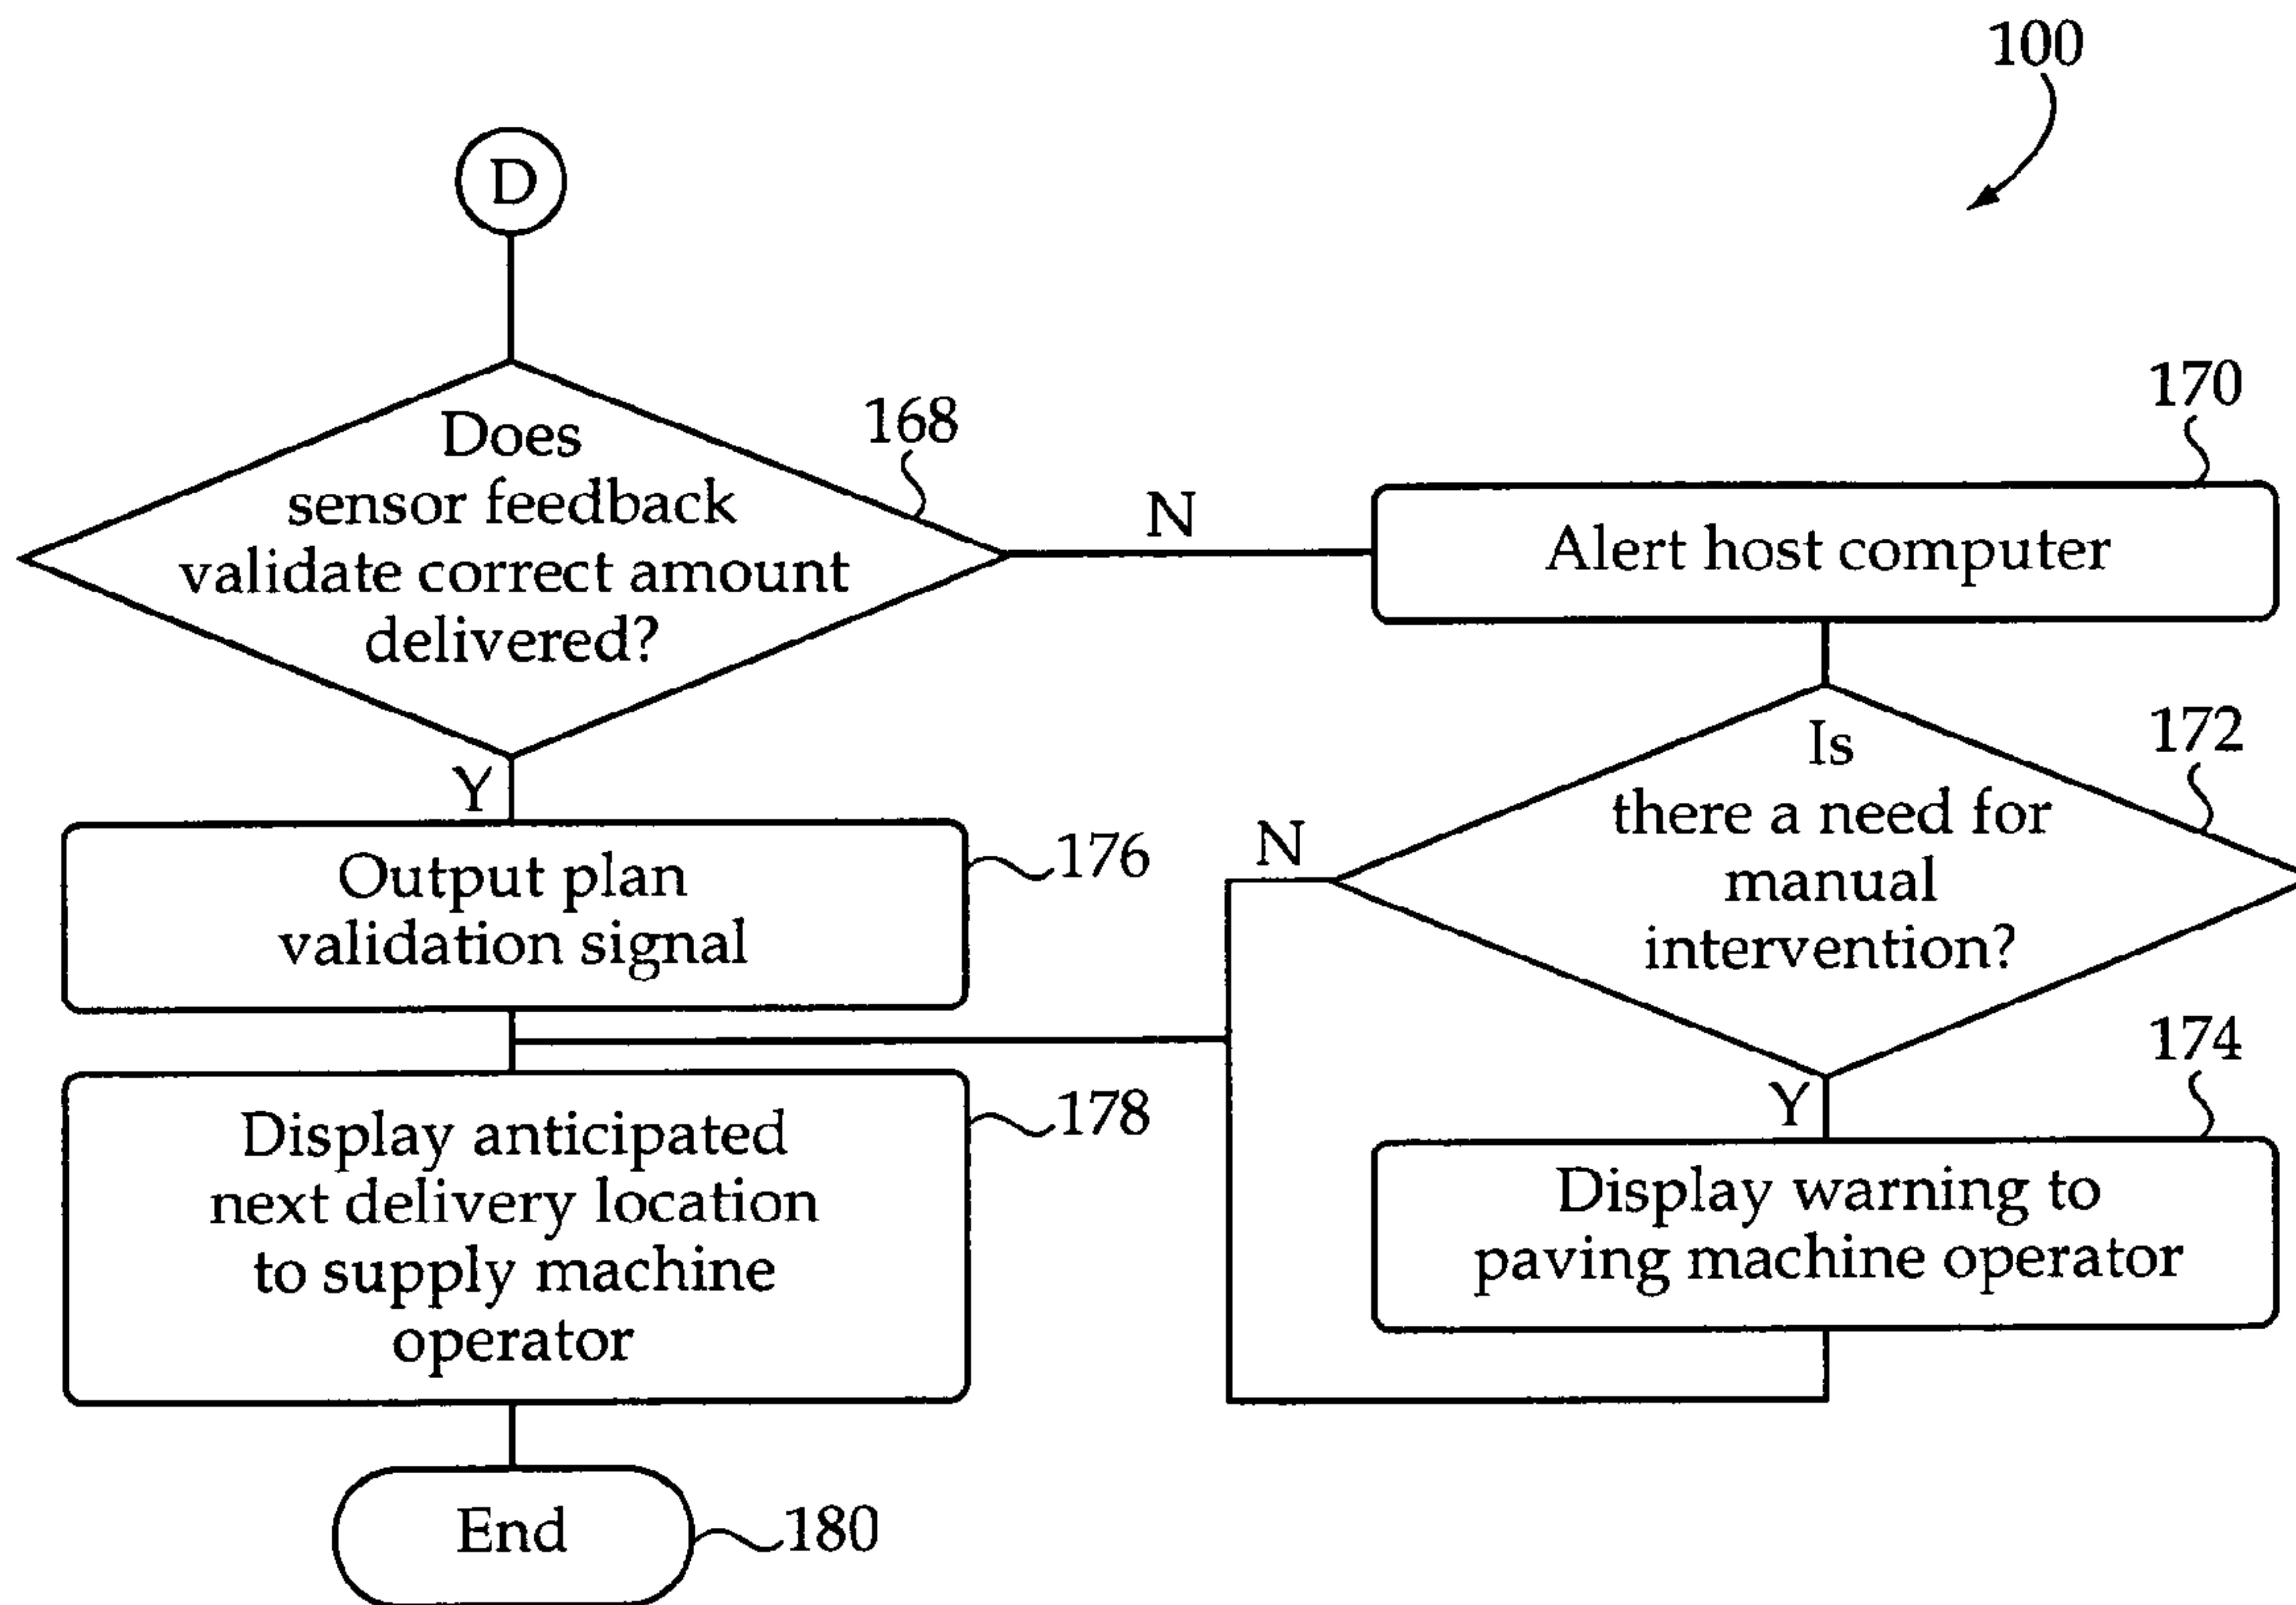 100
D
168
Does
sensor feedback
validate correct amount
delivered?
N
170
Alert host computer
Y
172
Is
there a need for
manual
intervention?
N
176
Output plan
validation signal
Y
174
Display warning to
paving machine operator
178
Display anticipated
next delivery location
to supply machine
operator
End
180